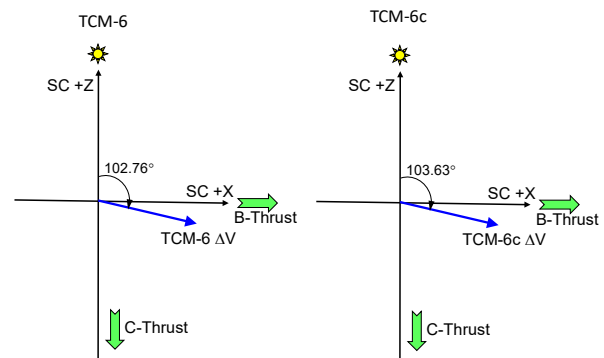 TCM-6
SC +Z
102.76°
SC +X
B-Thrust
TCM-6 ΔV
C-Thrust
TCM-6c
SC +Z
103.63°
SC +X
B-Thrust
TCM-6c ΔV
C-Thrust